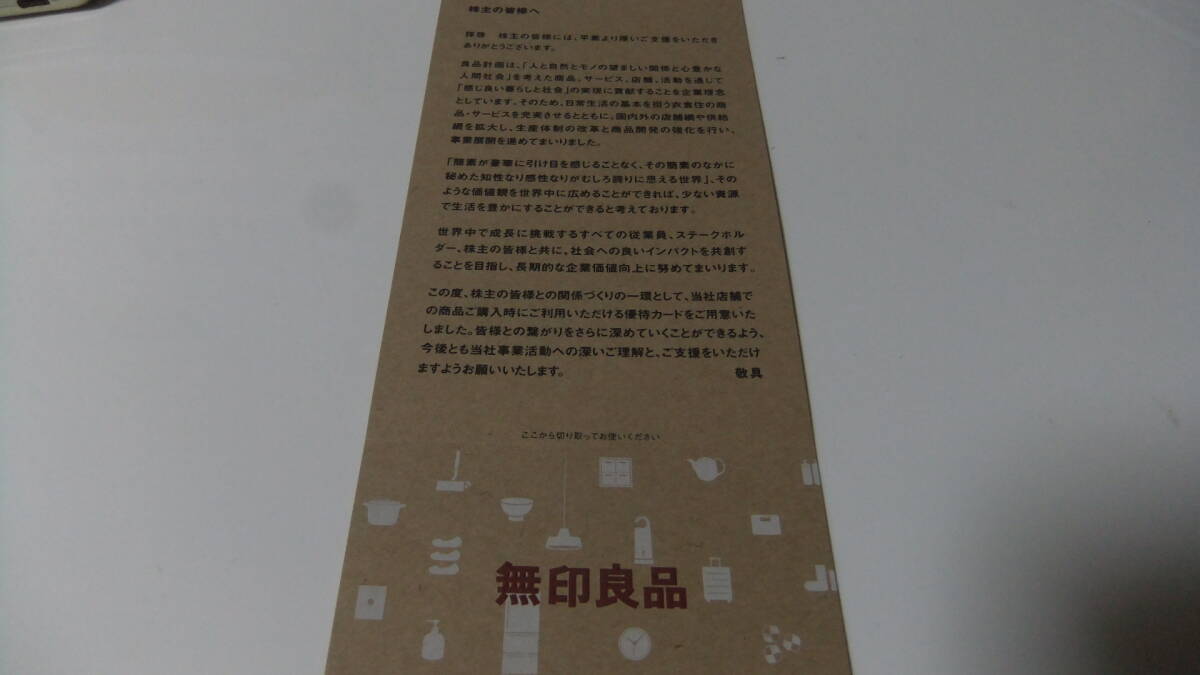 株主の皆様へ
拝啓　株主の皆様には、平素より厚いご支援をいただき
ありがとうございます。
良品計画は、「人と自然とモノの望ましい関係と心豊かな
人間社会」を考えた商品、サービス、店舗、活動を通じて
「感じ良い暮らしと社会」の実現に貢献することを企業理念
としています。そのため、日常生活の基本を担う衣食住の商
品・サービスを充実させるとともに、国内外の店舗網や供給
網を拡大し、生産体制の改革と商品開発の強化を行い、
事業展開を進めてまいりました。
「簡素が豪華に引け目を感じることなく、その簡素のなかに
秘めた知性なり感性なりがむしろ誇りに思える世界」、その
ような価値観を世界中に広めることができれば、少ない資源
で生活を豊かにすることができると考えております。
世界中で成長に挑戦するすべての従業員、ステークホル
ダー、株主の皆様と共に、社会への良いインパクトを共創す
ることを目指し、長期的な企業価値向上に努めてまいります。
この度、株主の皆様との関係づくりの一環として、当社店舗で
の商品ご購入時にご利用いただける優待カードをご用意いた
しました。皆様との繋がりをさらに深めていくことができるよう、
今後とも当社事業活動への深いご理解と、ご支援をいただけ
ますようお願いいたします。　敬具
ここから切り取ってお使いください
無印良品